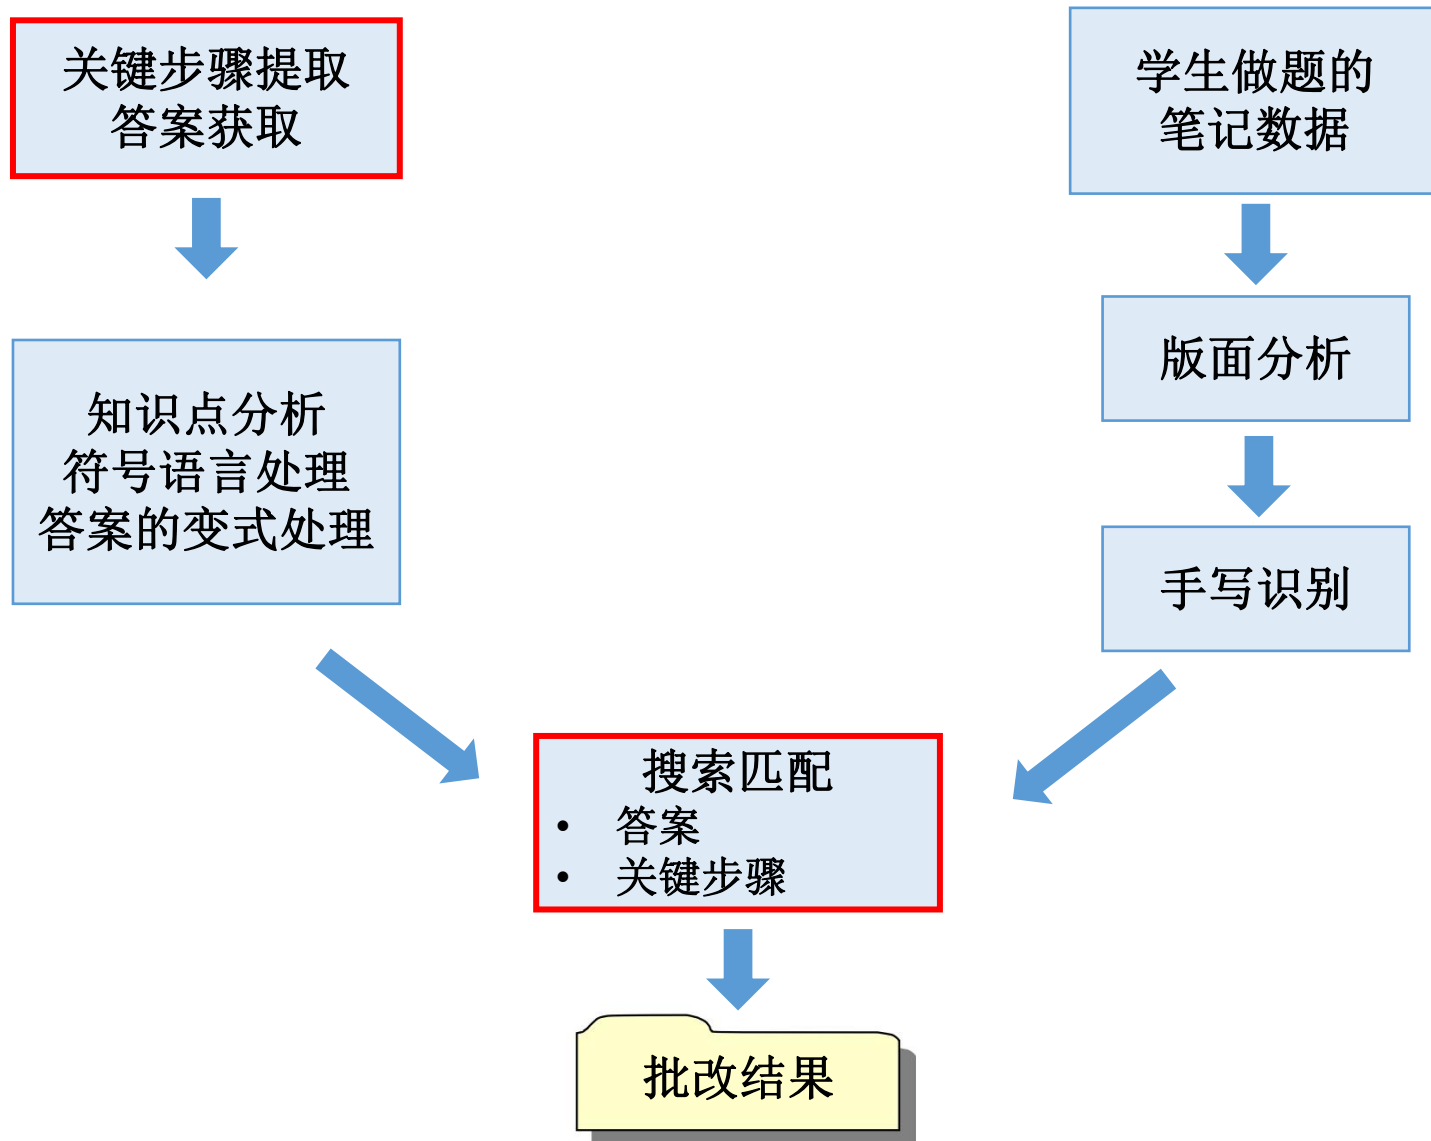 关键步骤提取
答案获取
学生做题的
笔记数据
知识点分析
符号语言处理
答案的变式处理
版面分析
手写识别
搜索匹配
• 答案
• 关键步骤
批改结果